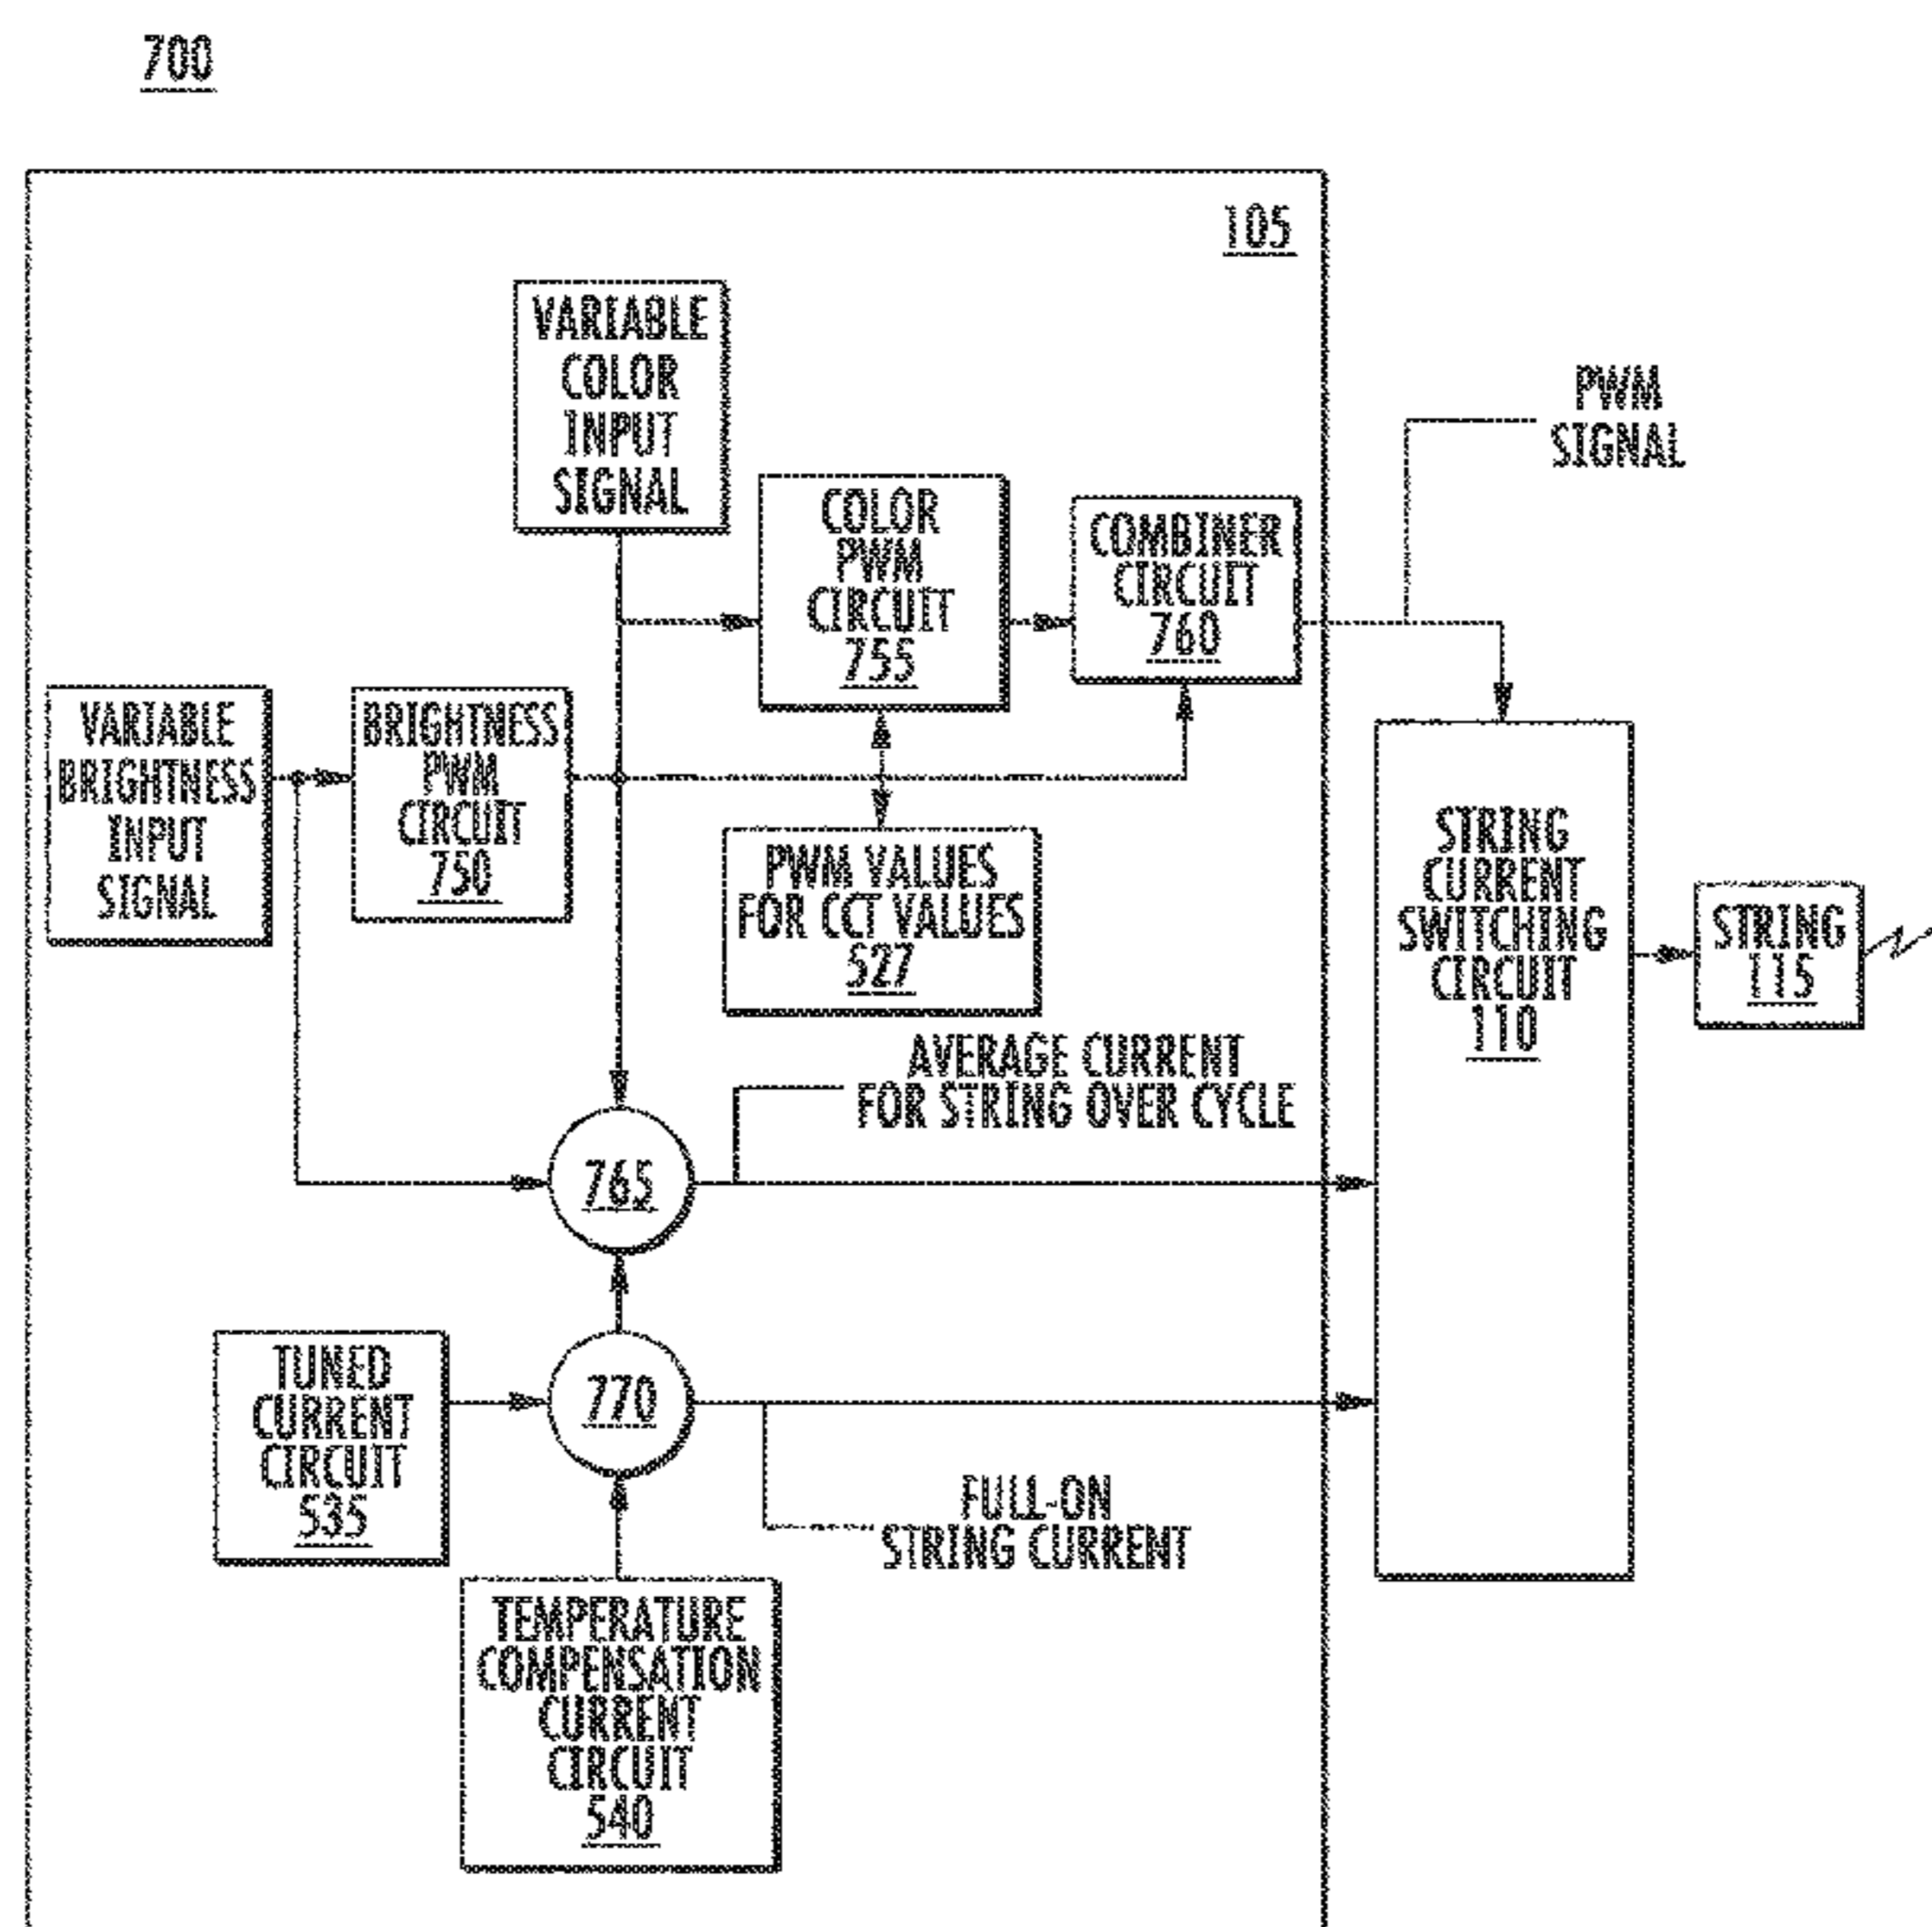 700
105
VARIABLE
COLOR
INPUT
SIGNAL
PWM
SIGNAL
COLOR
PWM
CIRCUIT
755
COMBINER
CIRCUIT
760
VARIABLE
BRIGHTNESS
INPUT
SIGNAL
BRIGHTNESS
PWM
CIRCUIT
750
PWM VALUES
FOR CCT VALUES
527
STRING
CURRENT
SWITCHING
CIRCUIT
110
STRING
115
AVERAGE CURRENT
FOR STRING OVER CYCLE
765
TUNED
CURRENT
CIRCUIT
535
770
FULL-ON
STRING CURRENT
TEMPERATURE
COMPENSATION
CURRENT
CIRCUIT
540